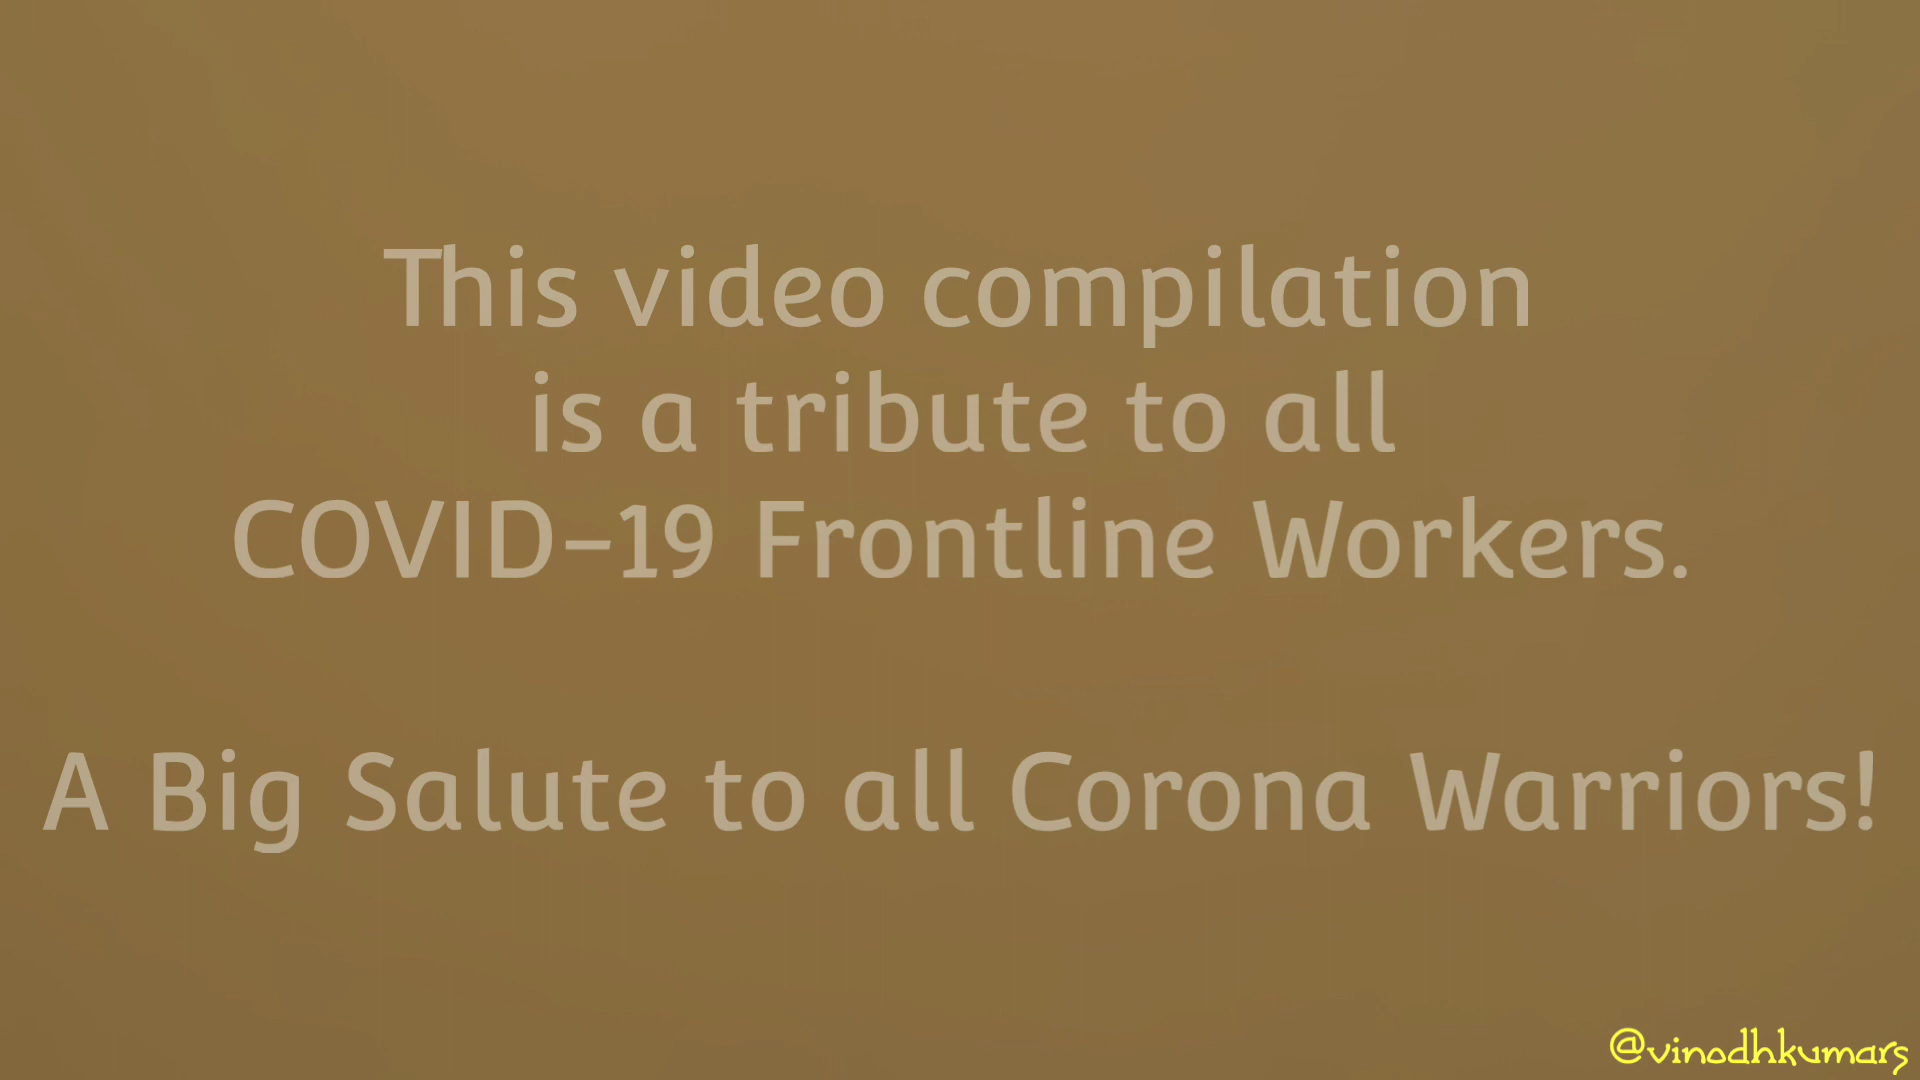 This video compilation
is a tribute to all
COVID-19 Frontline Workers.
A Big Salute to all Corona Warriors!
@vinodhkumars